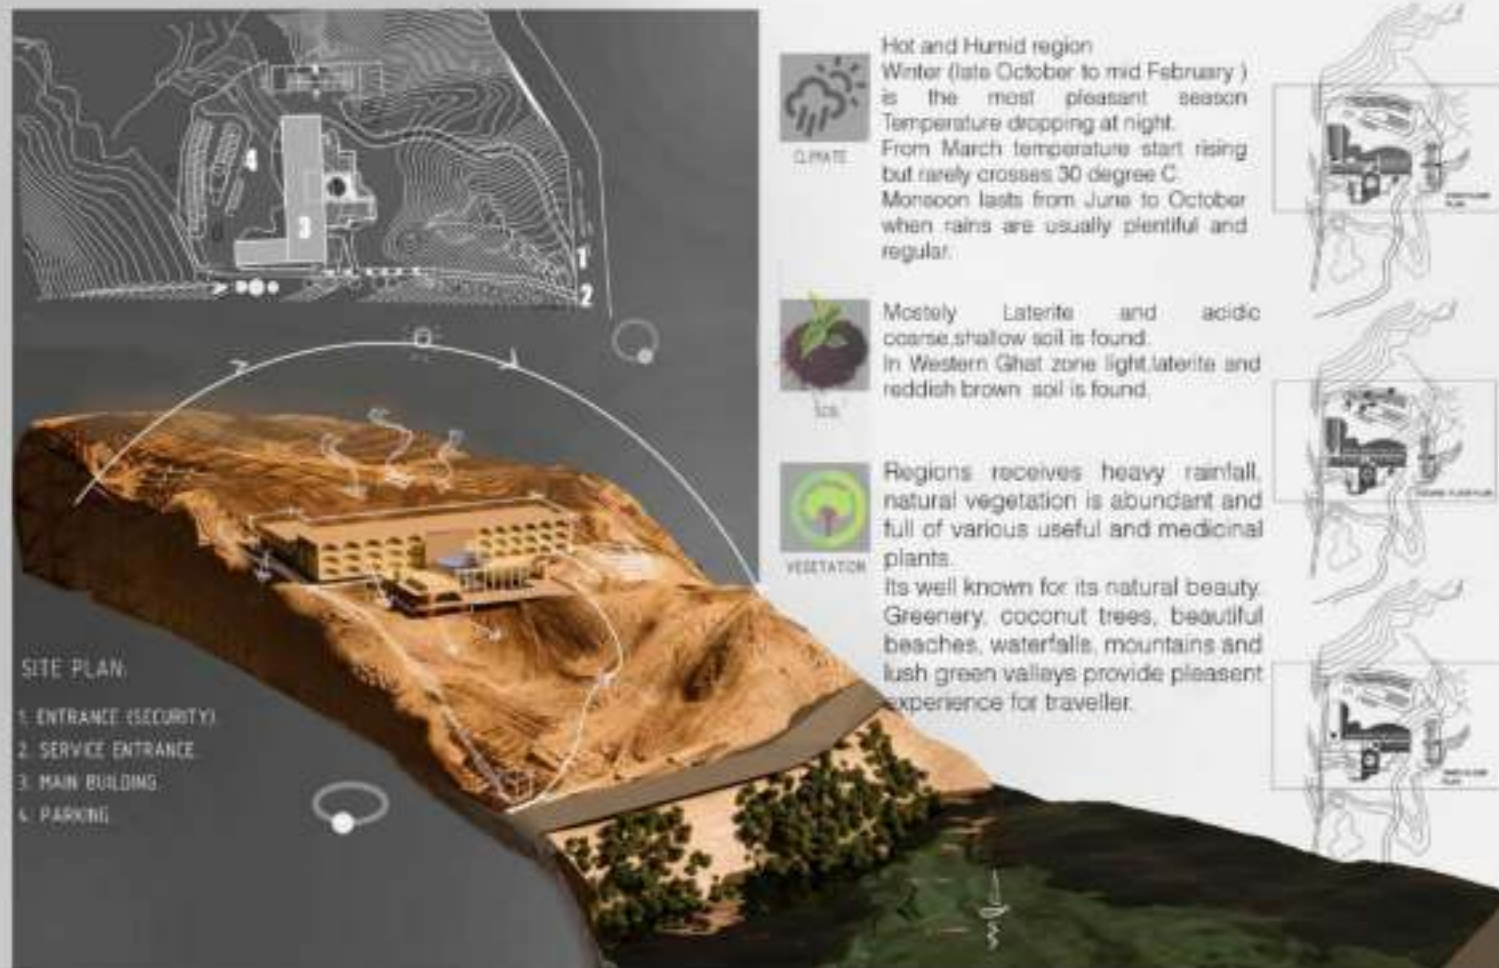 4
3
1
2
SITE PLAN:
1. ENTRANCE (SECURITY)
2. SERVICE ENTRANCE
3. MAIN BUILDING
4. PARKING
CLIMATE
Hot and Humid region
Winter (late October to mid February )
is the most pleasant season
Temperature dropping at night.
From March temperature start rising
but rarely crosses 30 degree C.
Monsoon lasts from June to October
when rains are usually plentiful and
regular.
SOIL
Mostely Laterite and acidic
coarse,shallow soil is found.
In Western Ghat zone light,laterite and
reddish brown soil is found.
VEGETATION
Regions receives heavy rainfall,
natural vegetation is abundant and
full of various useful and medicinal
plants.
Its well known for its natural beauty.
Greenery, coconut trees, beautiful
beaches, waterfalls, mountains and
lush green valleys provide pleasent
experience for traveller.
PLAN
PLAN